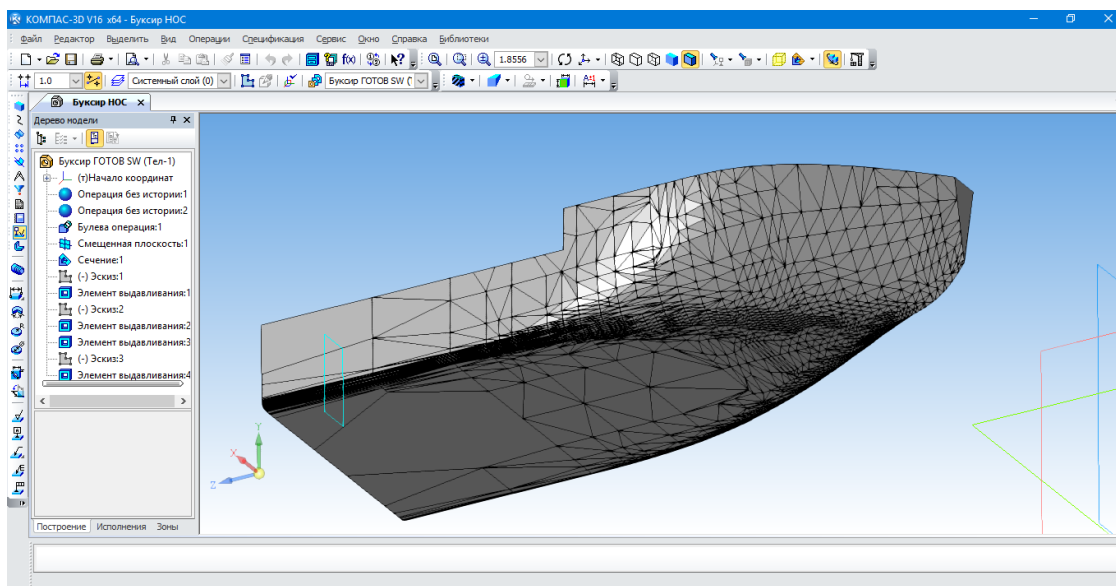 КОМПАС-3D V16 x64 - Буксир НОС
Файл Редактор Выделить Вид Операции Спецификация Сервис Окно Справка Библиотеки
f(x) 1.8556
1.0 Системный слой (0) Буксир ГОТОВ SW (
Буксир НОС
Дерево модели
Буксир ГОТОВ SW (Тел-1)
(т)Начало координат
Операция без истории:1
Операция без истории:2
Булева операция:1
Смещенная плоскость:1
Сечение:1
(-) Эскиз:1
Элемент выдавливания:1
(-) Эскиз:2
Элемент выдавливания:2
Элемент выдавливания:3
(-) Эскиз:3
Элемент выдавливания:4
Y
X
Z
Построение Исполнения Зоны